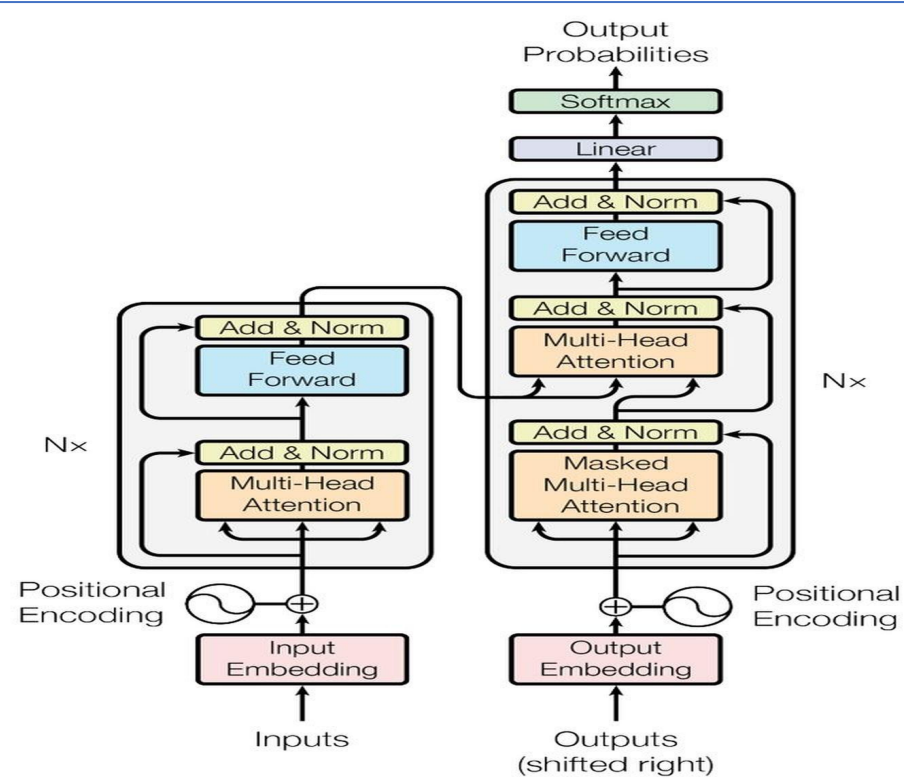 Output
Probabilities
Softmax
Linear
Add & Norm
Feed
Forward
Add & Norm
Multi-Head
Attention
Nx
Add & Norm
Masked
Multi-Head
Attention
Add & Norm
Feed
Forward
Nx
Add & Norm
Multi-Head
Attention
Positional
Encoding
Positional
Encoding
Input
Embedding
Output
Embedding
Inputs
Outputs
(shifted right)